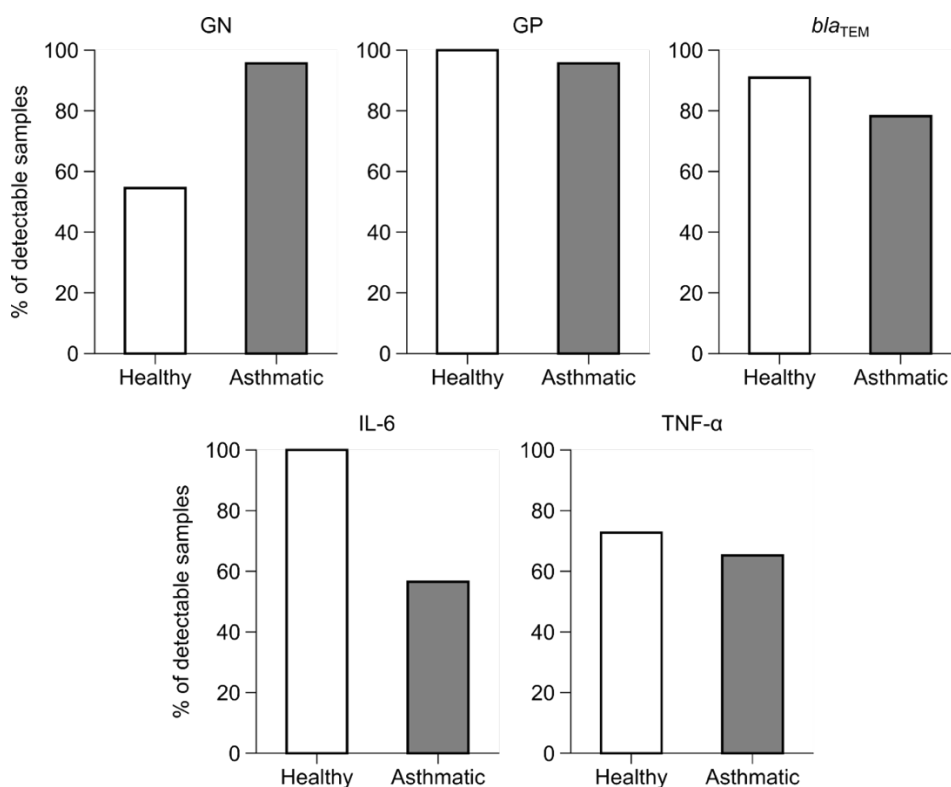 GN
GP
bla_TEM
% of detectable samples
100
80
60
40
20
0
Healthy
Asthmatic
100
80
60
40
20
0
Healthy
Asthmatic
100
80
60
40
20
0
Healthy
Asthmatic
IL-6
TNF-α
% of detectable samples
100
80
60
40
20
0
Healthy
Asthmatic
100
80
60
40
20
0
Healthy
Asthmatic